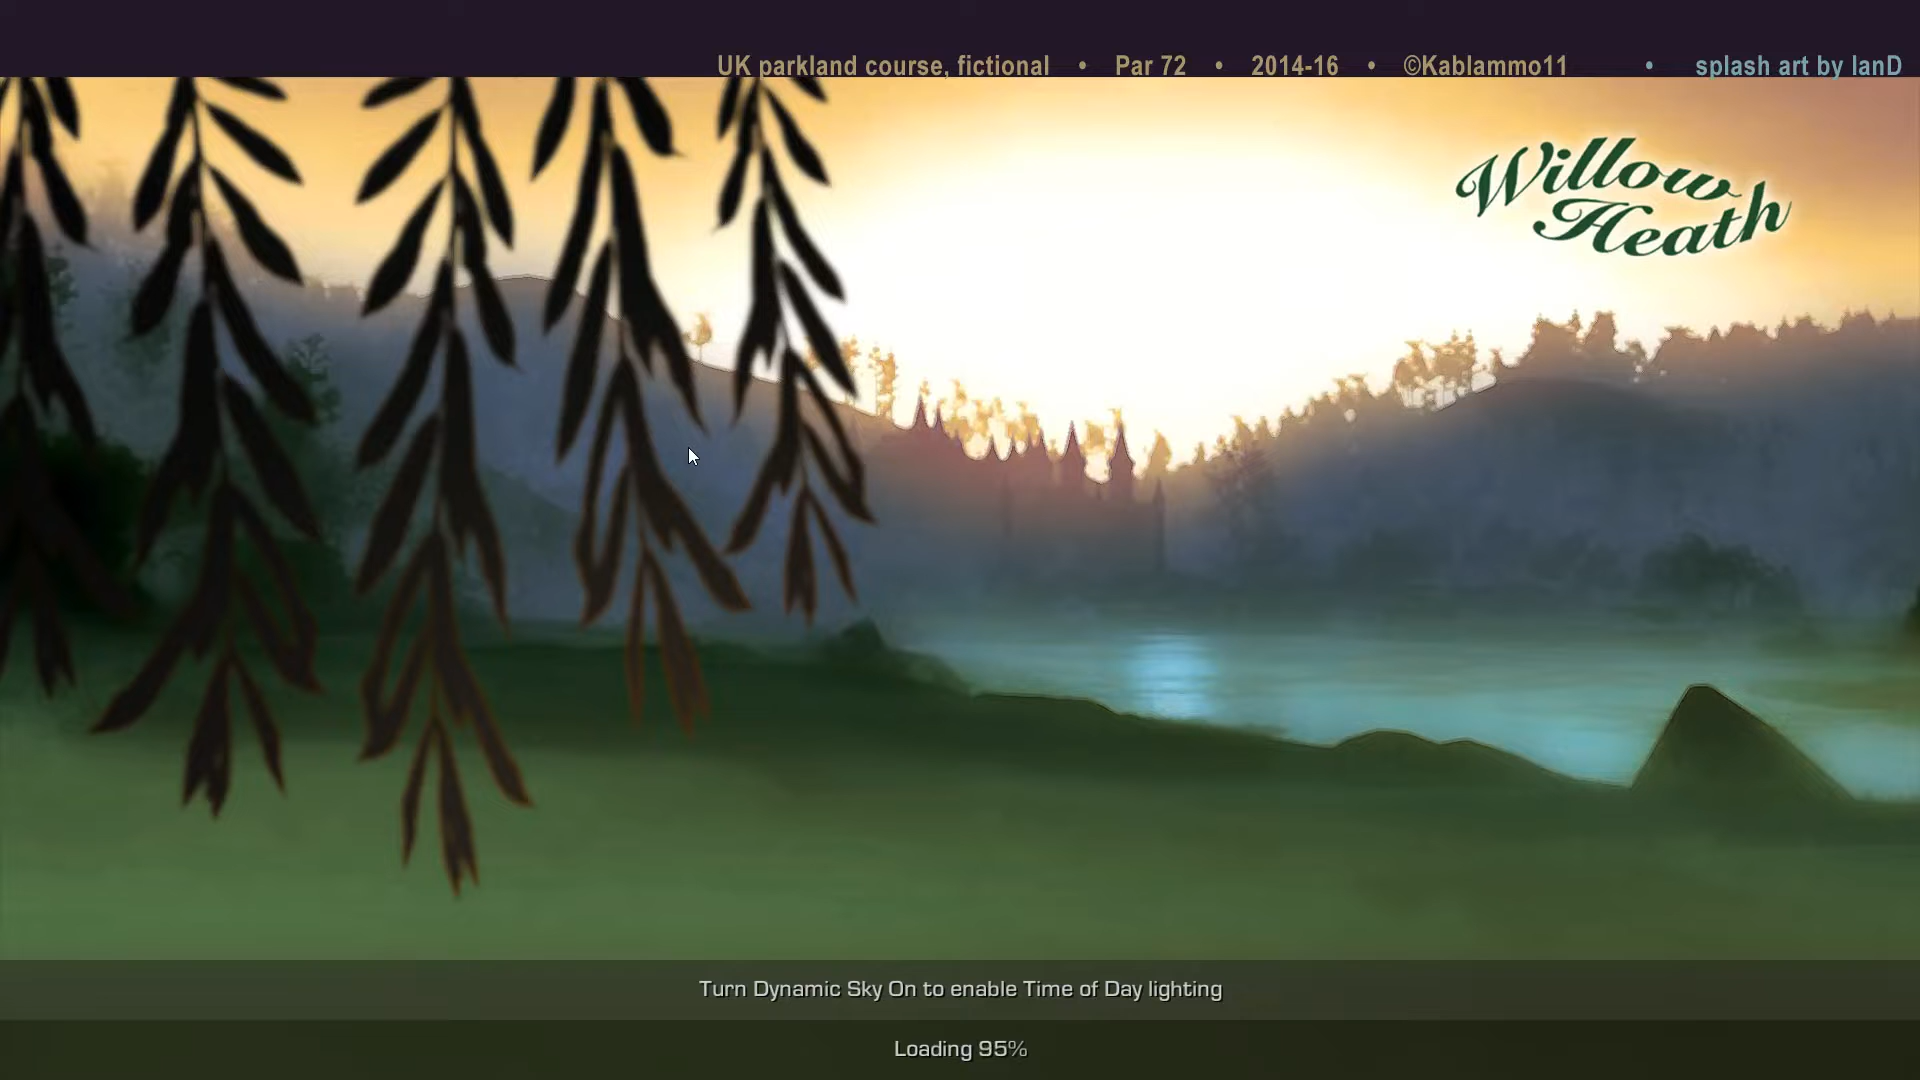 UK parkland course, fictional • Par 72 • 2014-16 • ©Kablammo11 • splash art by IanD
Willow
Heath
Turn Dynamic Sky On to enable Time of Day lighting
Loading 95%